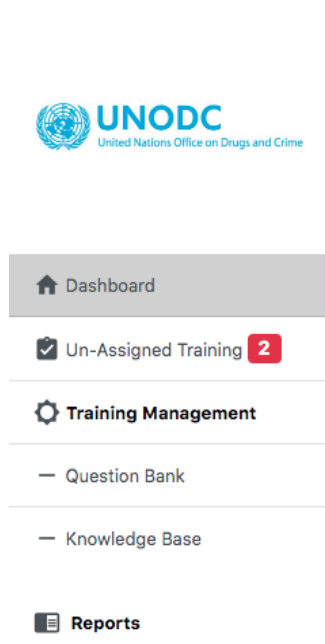 UNODC
United Nations Office on Drugs and Crime
Dashboard
Un-Assigned Training 2
Training Management
Question Bank
Knowledge Base
Reports